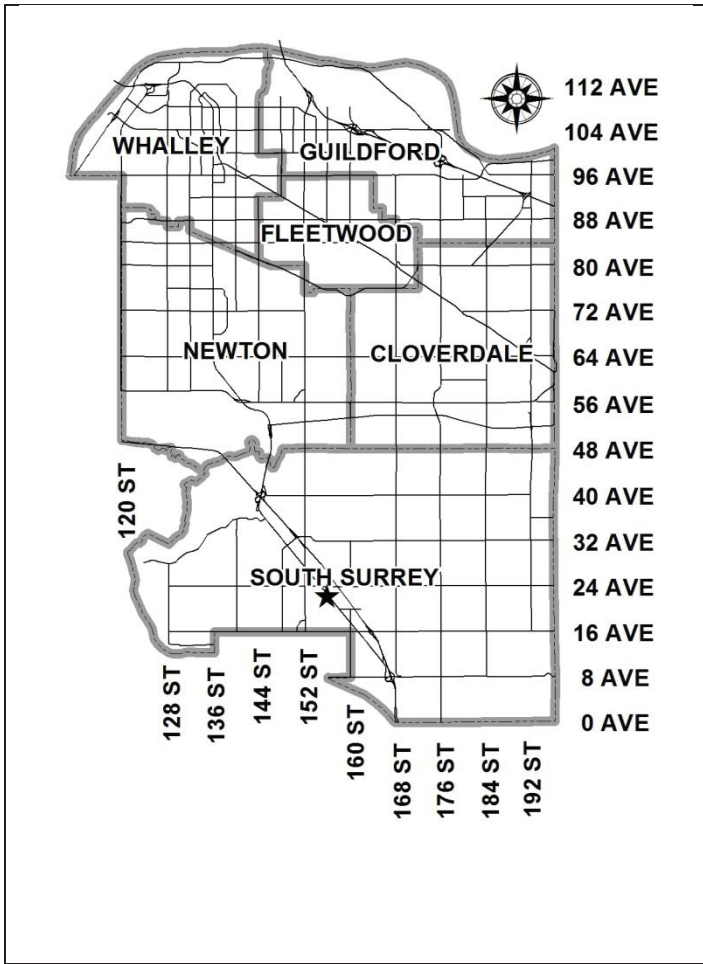 112 AVE
104 AVE
WHALLEY
GUILDFORD
96 AVE
88 AVE
FLEETWOOD
80 AVE
72 AVE
NEWTON
CLOVERDALE
64 AVE
56 AVE
48 AVE
120 ST
40 AVE
32 AVE
SOUTH SURREY
24 AVE
16 AVE
128 ST
136 ST
144 ST
152 ST
160 ST
8 AVE
0 AVE
168 ST
176 ST
184 ST
192 ST